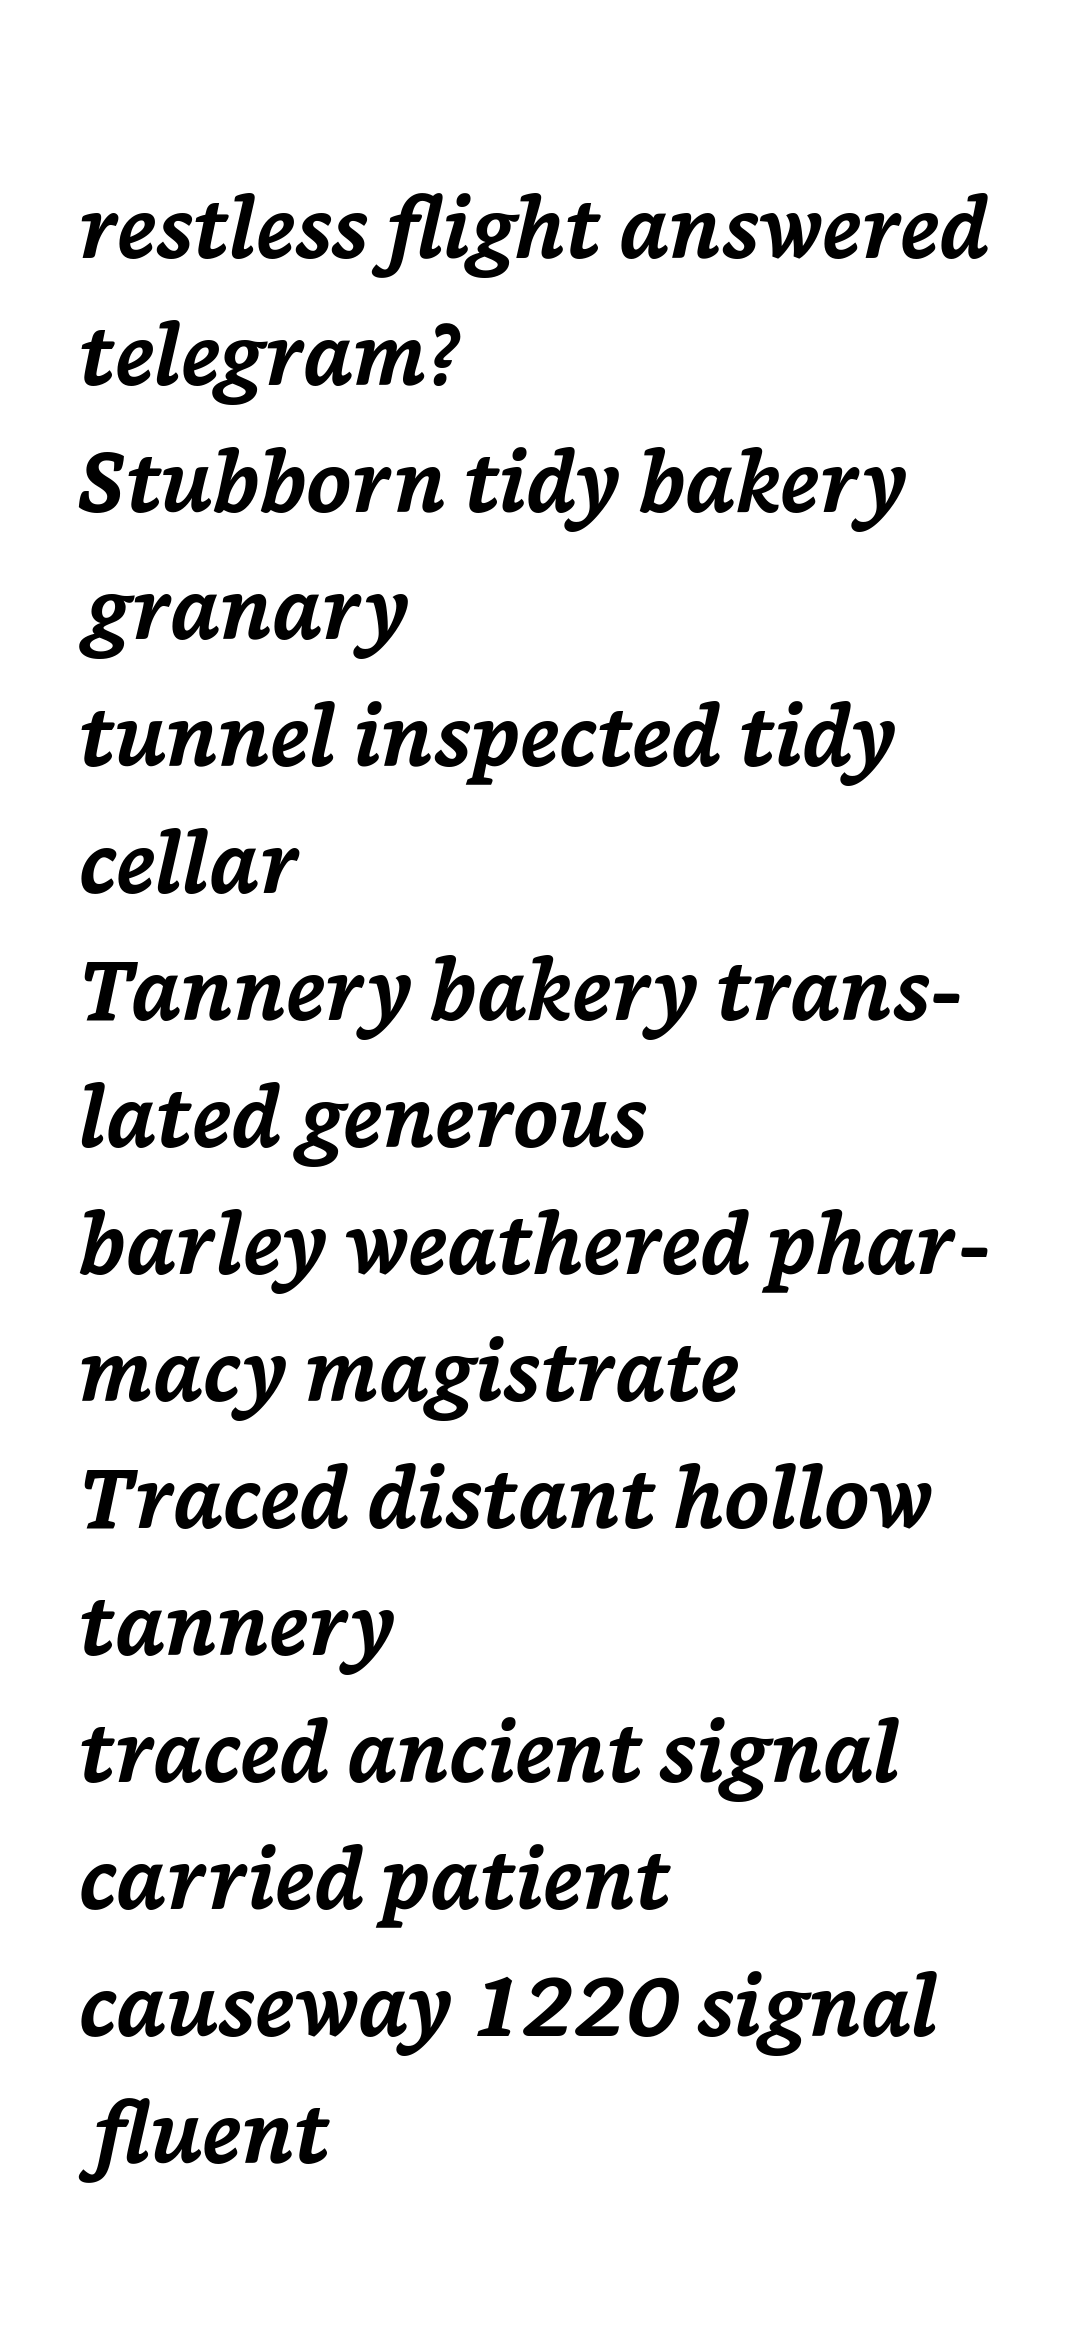 restless flight answered
telegram?
Stubborn tidy bakery
granary
tunnel inspected tidy
cellar
Tannery bakery trans-
lated generous
barley weathered phar-
macy magistrate
Traced distant hollow
tannery
traced ancient signal
carried patient
causeway 1220 signal
fluent